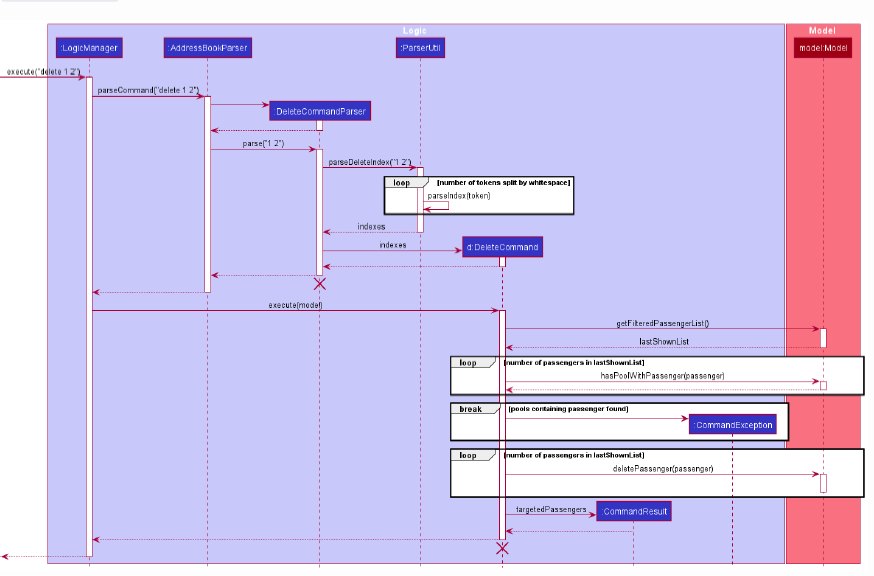 Logic
Model
:LogicManager
:AddressBookParser
:ParserUtil
model:Model
execute("delete 1 2")
parseCommand("delete 1 2")
:DeleteCommandParser
parse("1 2")
parseDeleteIndex("1 2")
loop [number of tokens split by whitespace]
parseIndex(token)
indexes
indexes
d:DeleteCommand
execute(model)
getFilteredPassengerList()
lastShownList
loop [number of passengers in lastShownList]
hasPoolWithPassenger(passenger)
break [pools containing passenger found]
:CommandException
loop [number of passengers in lastShownList]
deletePassenger(passenger)
targetedPassengers
:CommandResult